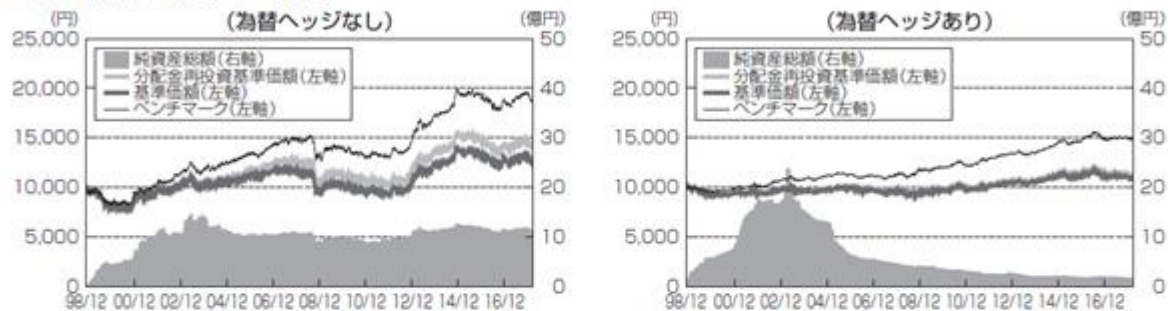 (円) (為替ヘッジなし) (億円)
25,000 50
純資産総額(右軸)
分配金再投資基準価額(左軸)
基準価額(左軸)
ベンチマーク(左軸)
20,000 40
15,000 30
10,000 20
5,000 10
0 0
98/12 00/12 02/12 04/12 06/12 08/12 10/12 12/12 14/12 16/12
(円) (為替ヘッジあり) (億円)
25,000 50
純資産総額(右軸)
分配金再投資基準価額(左軸)
基準価額(左軸)
ベンチマーク(左軸)
20,000 40
15,000 30
10,000 20
5,000 10
0 0
98/12 00/12 02/12 04/12 06/12 08/12 10/12 12/12 14/12 16/12